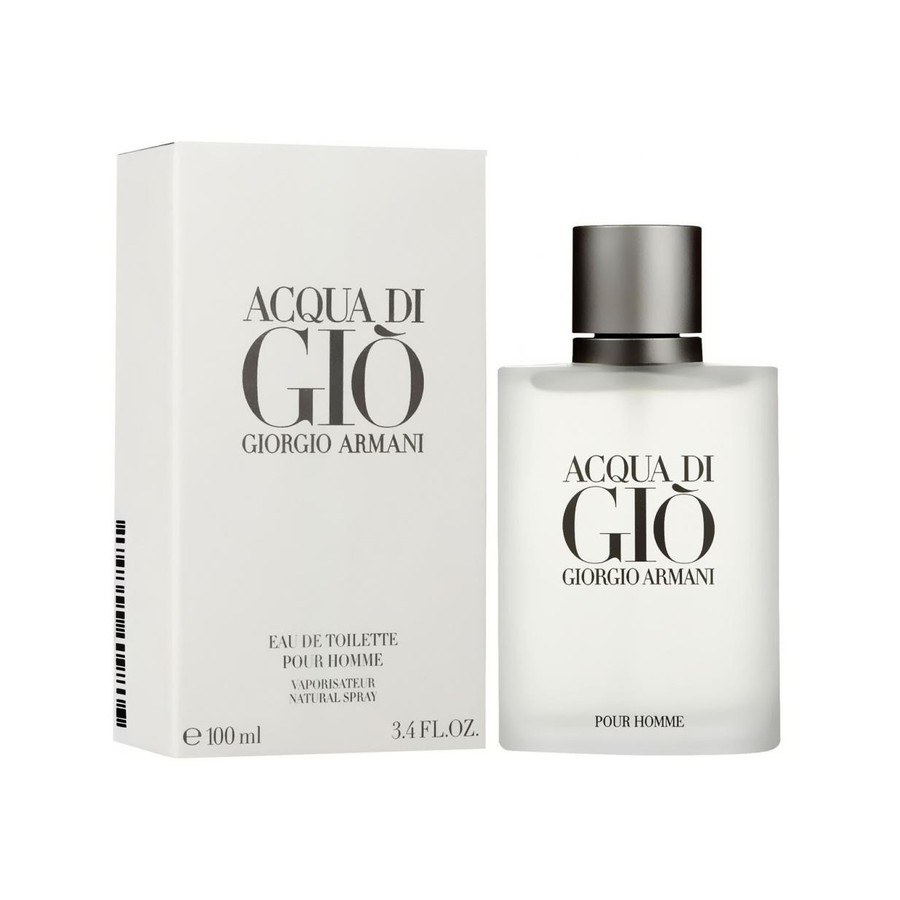 ACQUA DI
GIÒ
GIORGIO ARMANI
EAU DE TOILETTE
POUR HOMME
VAPORISATEUR
NATURAL SPRAY
℮ 100 ml 3.4 FL.OZ.
ACQUA DI
GIÒ
GIORGIO ARMANI
POUR HOMME